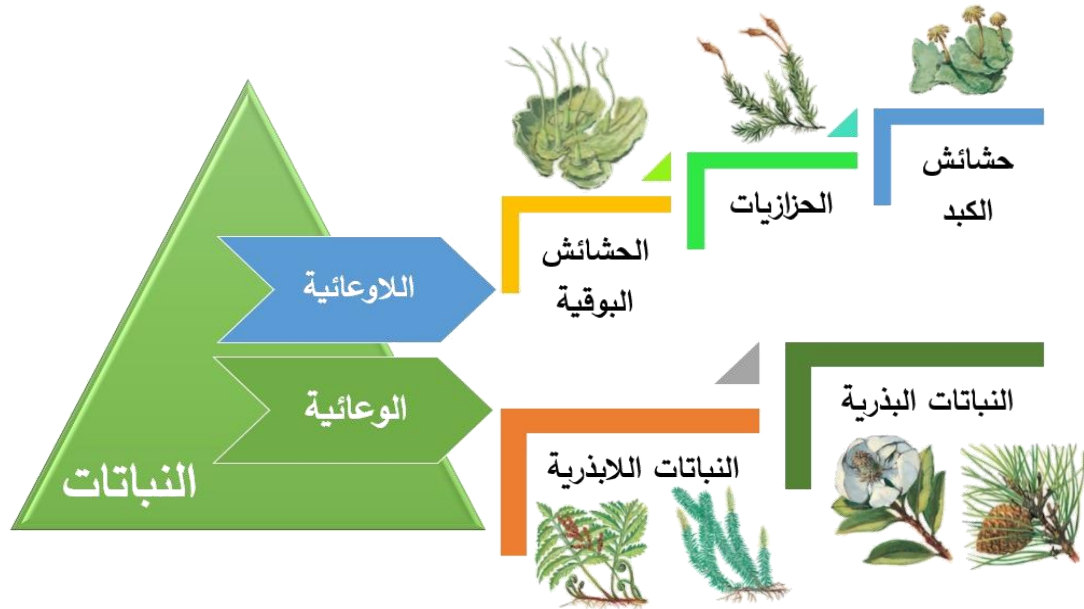 النباتات
اللاوعائية
الحشائش
البوقية
الحزازيات
حشائش
الكبد
الوعائية
النباتات اللابذرية
النباتات البذرية